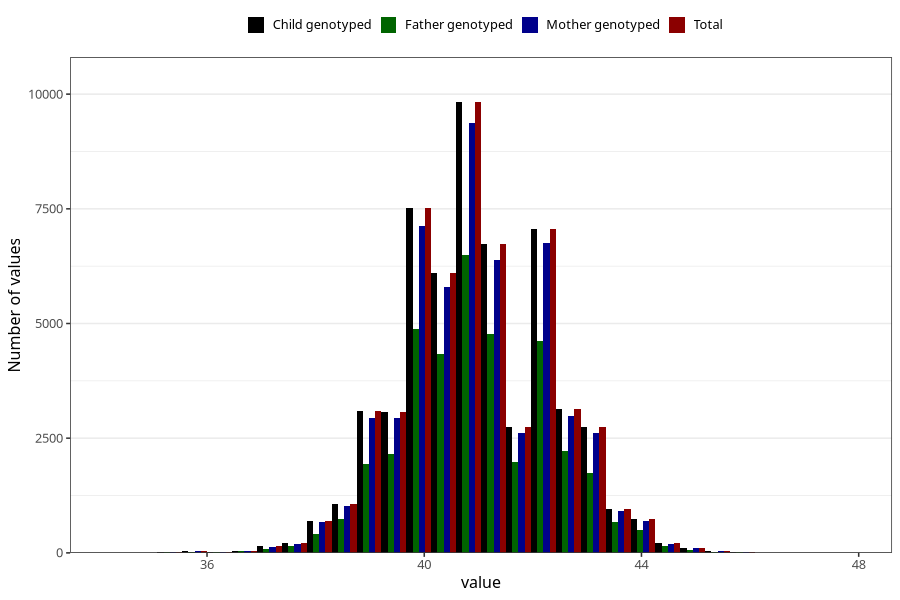 Child genotyped Father genotyped Mother genotyped Total
10000
7500
5000
2500
0
36 40 44 48
value
Number of values